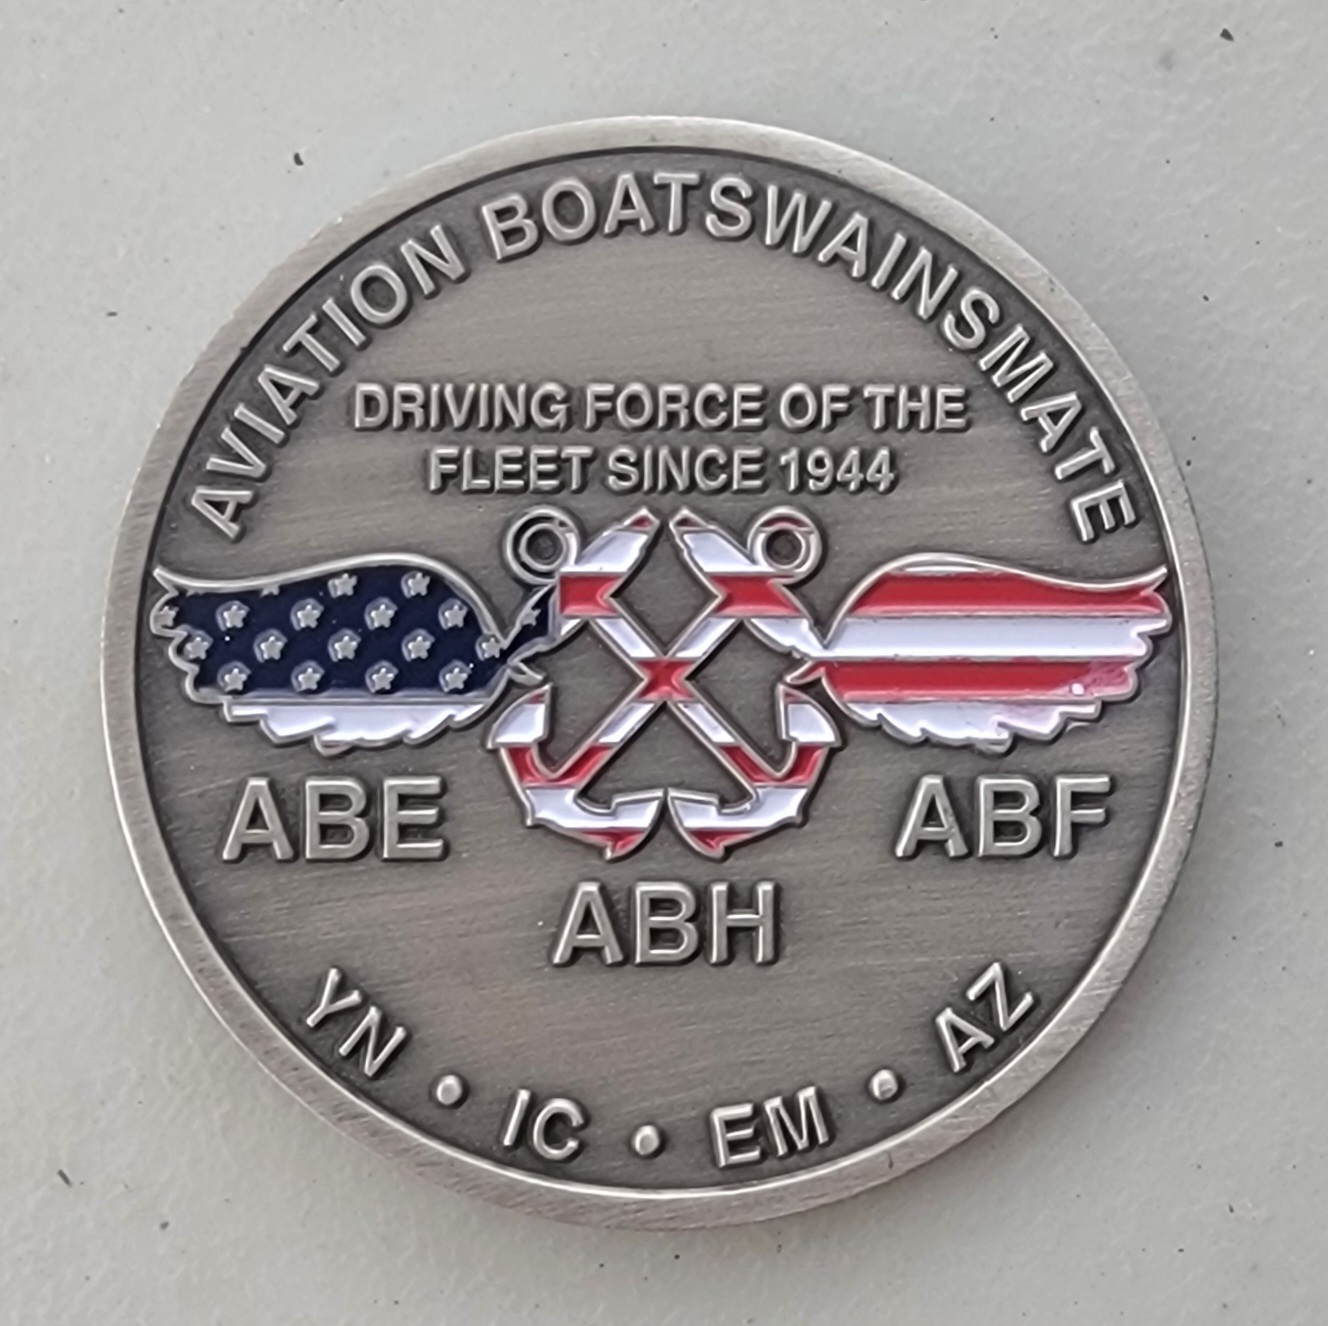 AVIATION BOATSWAINSMATE
DRIVING FORCE OF THE
FLEET SINCE 1944
ABE
ABF
ABH
YN • IC • EM • AZ